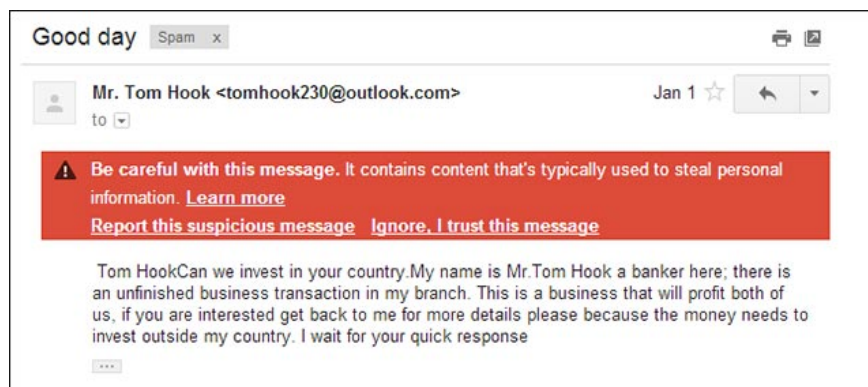 Good day Spam x
Mr. Tom Hook <tomhook230@outlook.com> Jan 1
to
Be careful with this message. It contains content that's typically used to steal personal
information. Learn more
Report this suspicious message Ignore, I trust this message
Tom HookCan we invest in your country.My name is Mr.Tom Hook a banker here; there is
an unfinished business transaction in my branch. This is a business that will profit both of
us, if you are interested get back to me for more details please because the money needs to
invest outside my country. I wait for your quick response
...